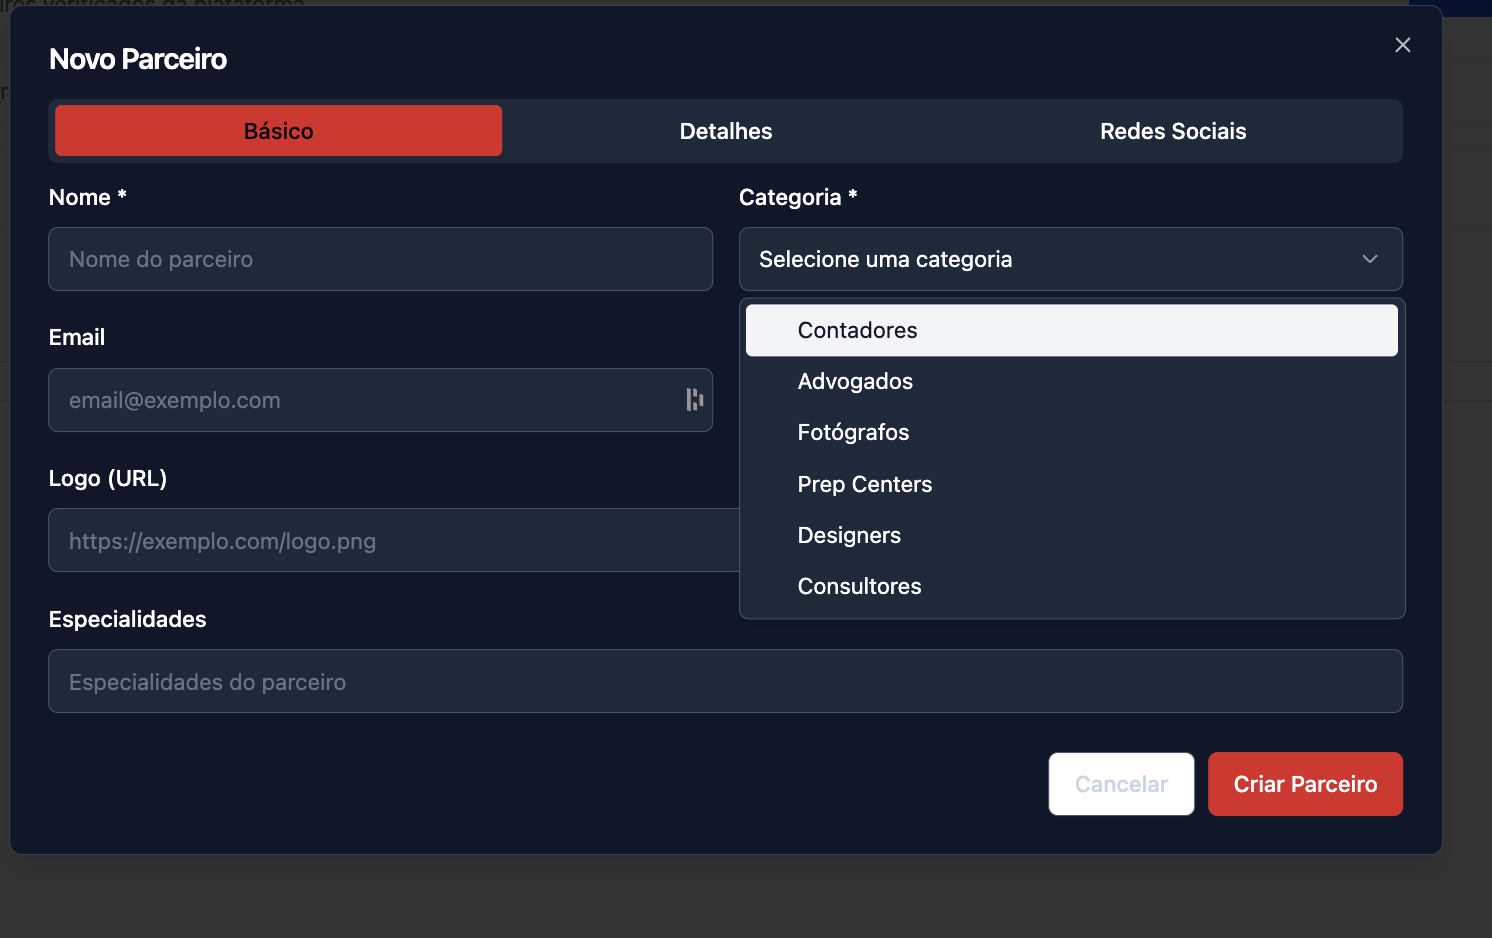 Novo Parceiro
Básico
Detalhes
Redes Sociais
Nome *
Categoria *
Nome do parceiro
Selecione uma categoria
Contadores
Advogados
Fotógrafos
Prep Centers
Designers
Consultores
Email
email@exemplo.com
Logo (URL)
https://exemplo.com/logo.png
Especialidades
Especialidades do parceiro
Cancelar
Criar Parceiro